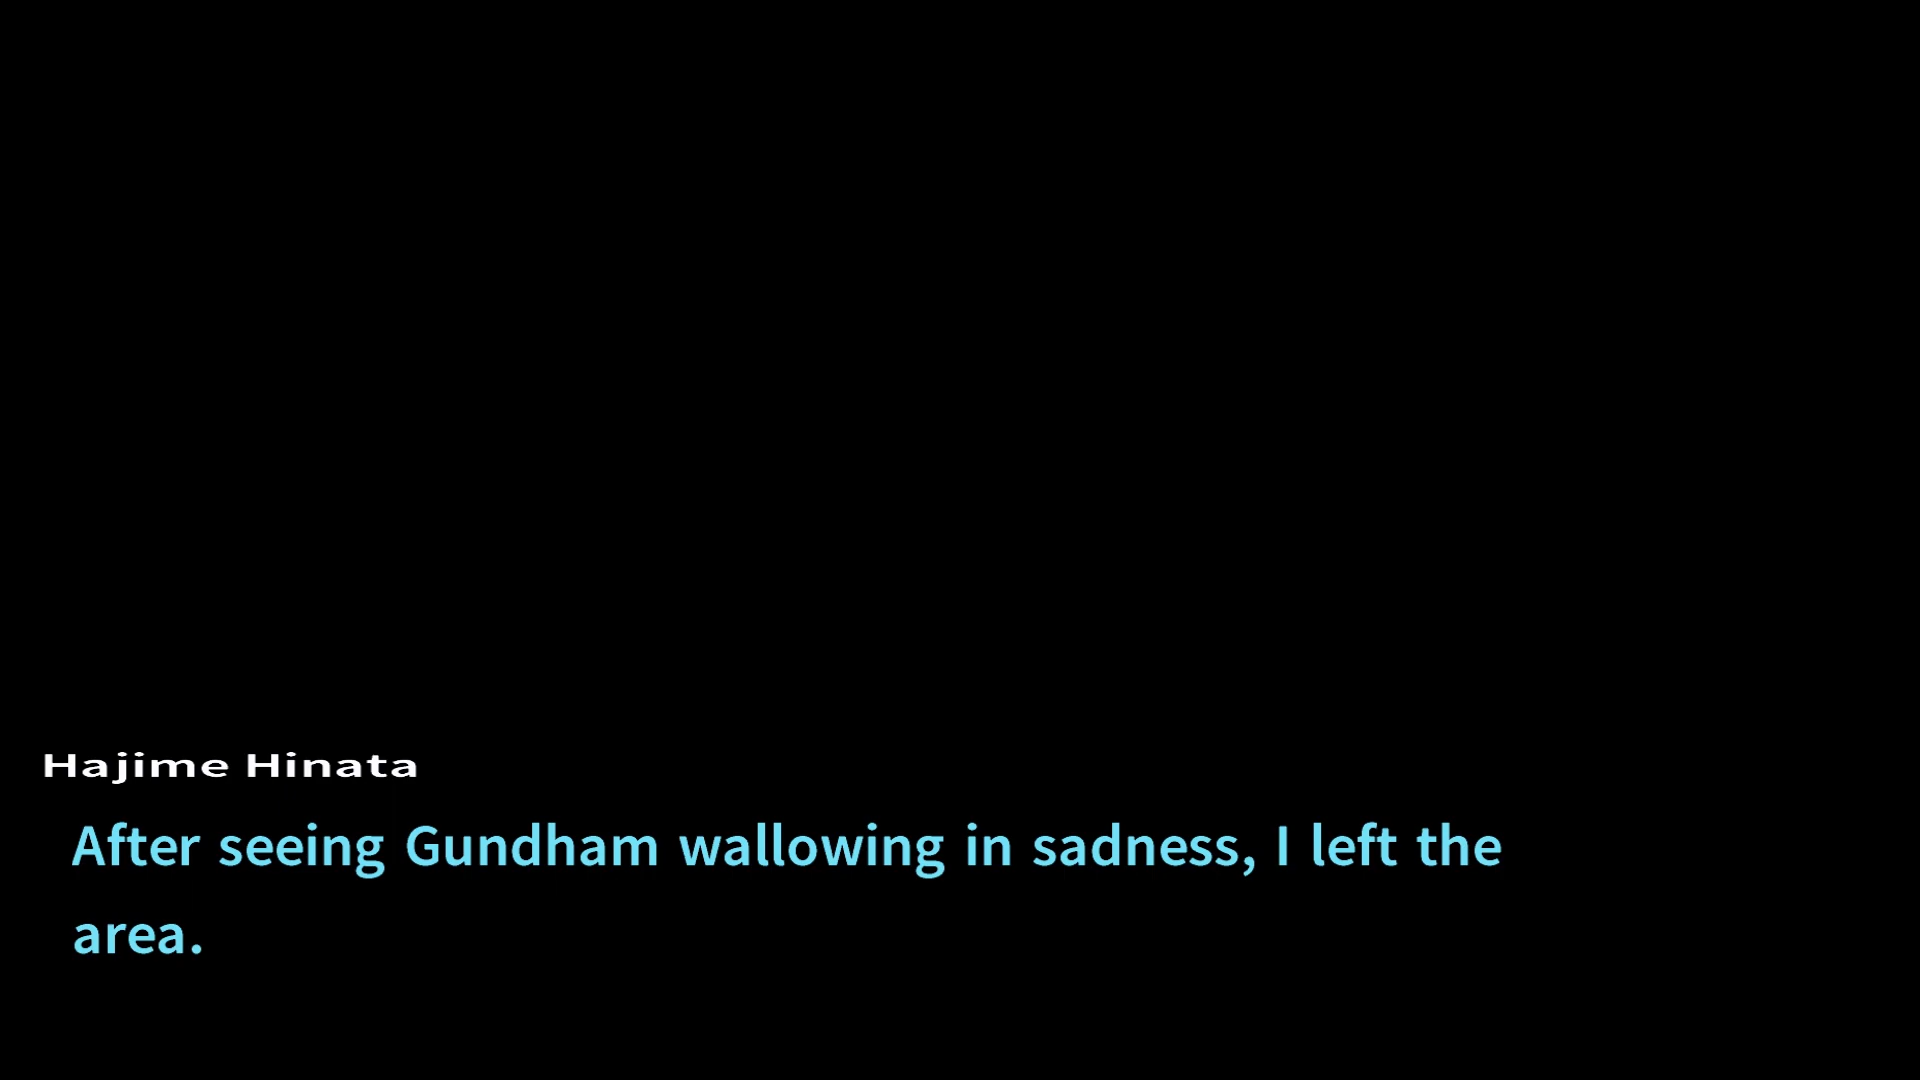 Hajime Hinata
After seeing Gundham wallowing in sadness, I left the
area.